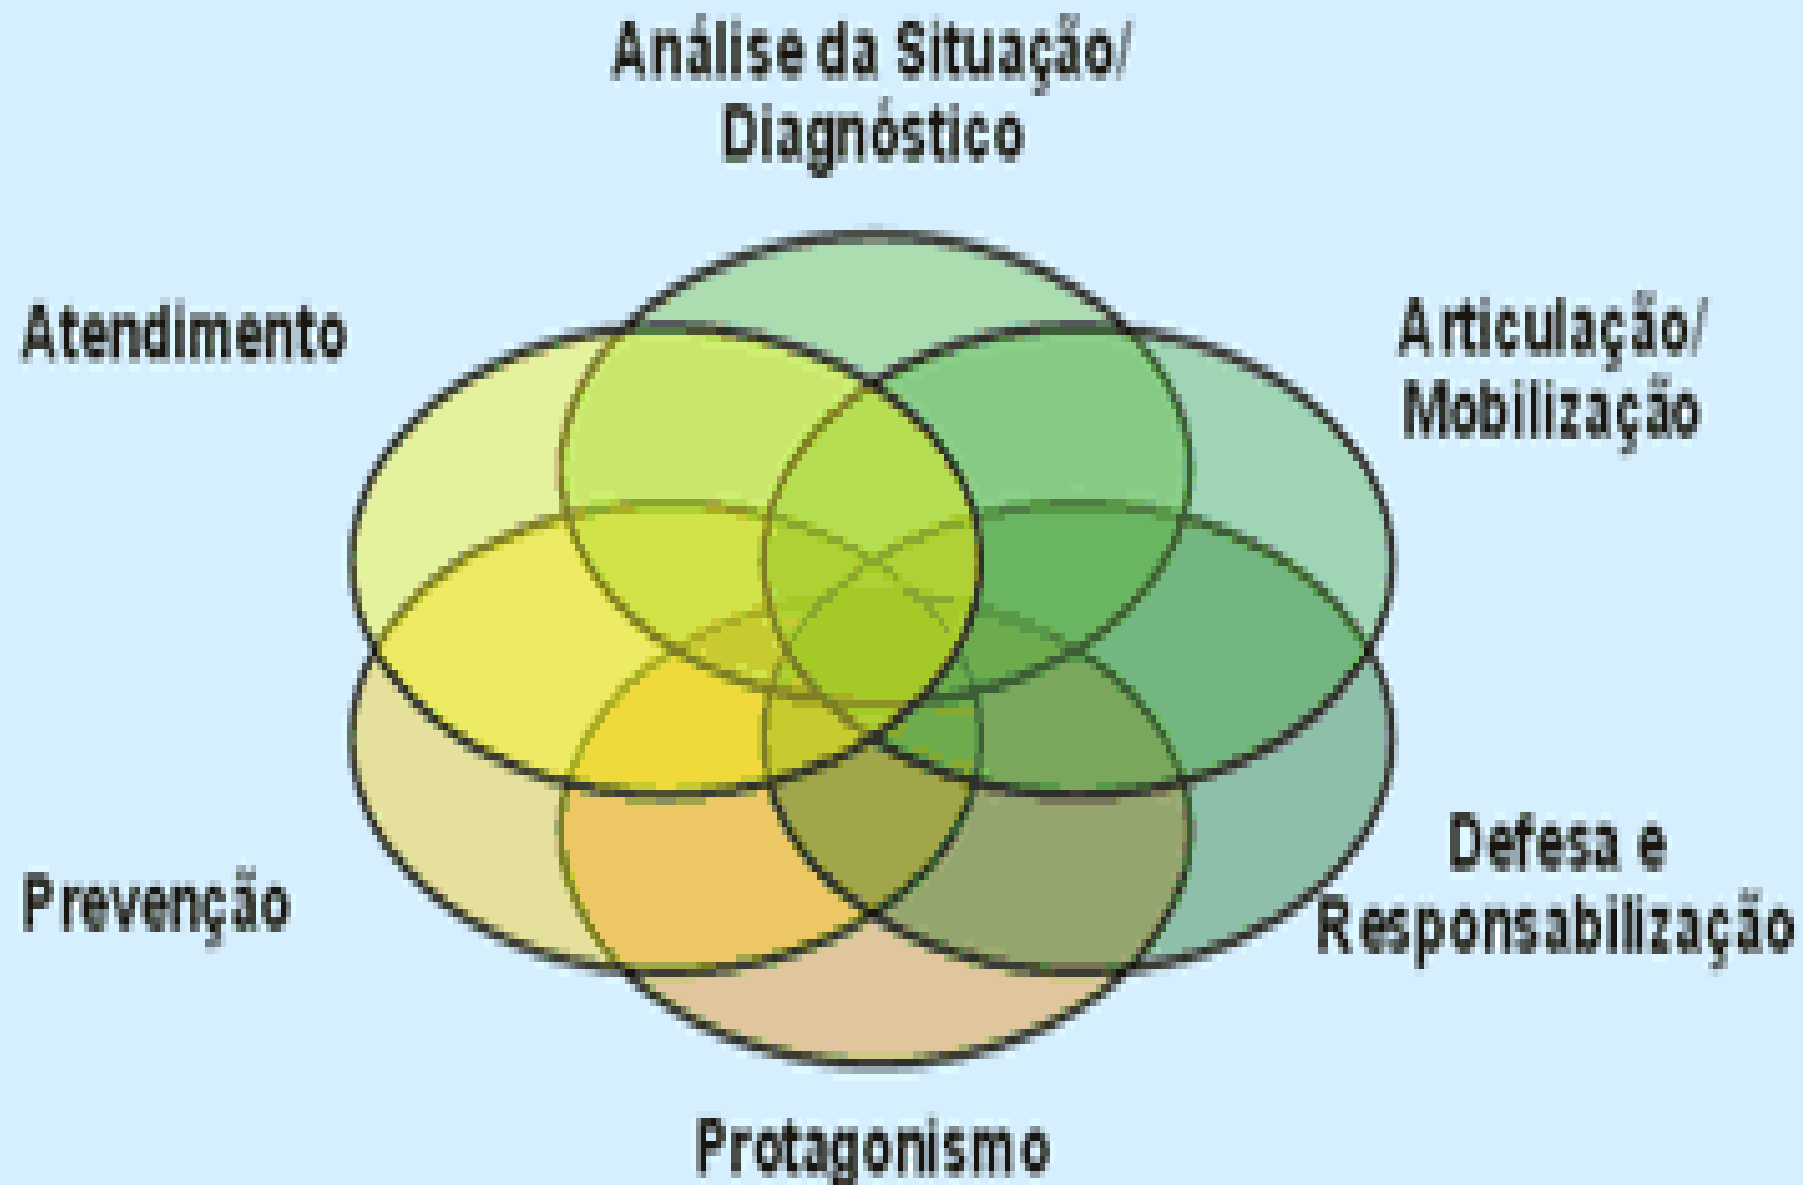 Análise da Situação/
Diagnóstico
Atendimento
Articulação/
Mobilização
Prevenção
Defesa e
Responsabilização
Protagonismo